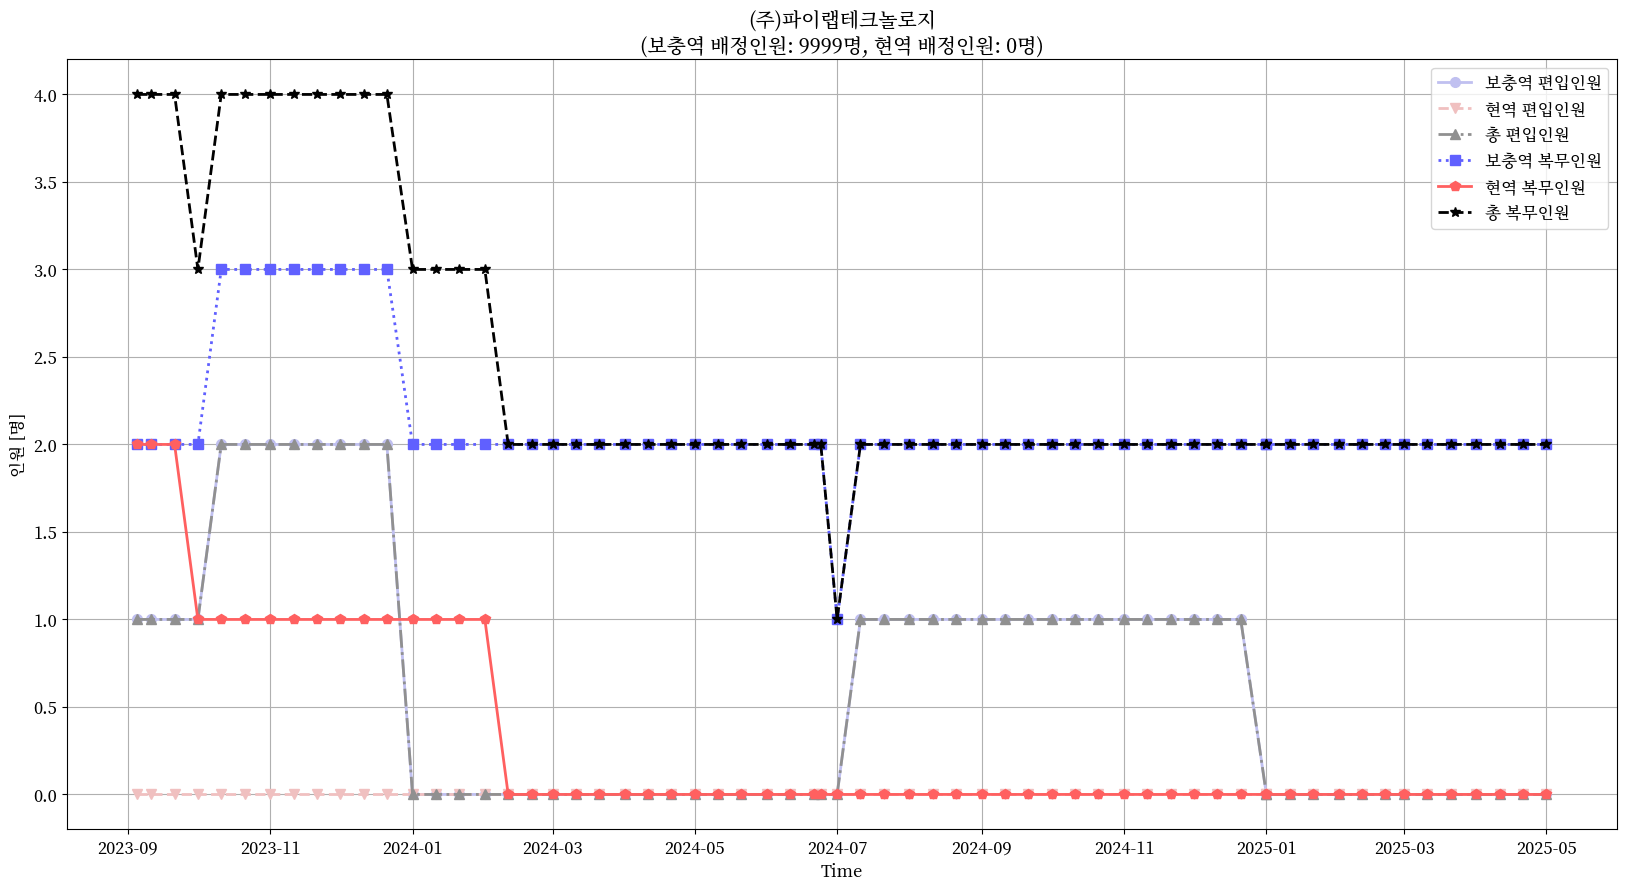 (주)파이랩테크놀로지
(보충역 배정인원: 9999명, 현역 배정인원: 0명)
보충역 편입인원
현역 편입인원
총 편입인원
보충역 복무인원
현역 복무인원
총 복무인원
인원 [명]
4.0
3.5
3.0
2.5
2.0
1.5
1.0
0.5
0.0
2023-09
2023-11
2024-01
2024-03
2024-05
2024-07
2024-09
2024-11
2025-01
2025-03
2025-05
Time